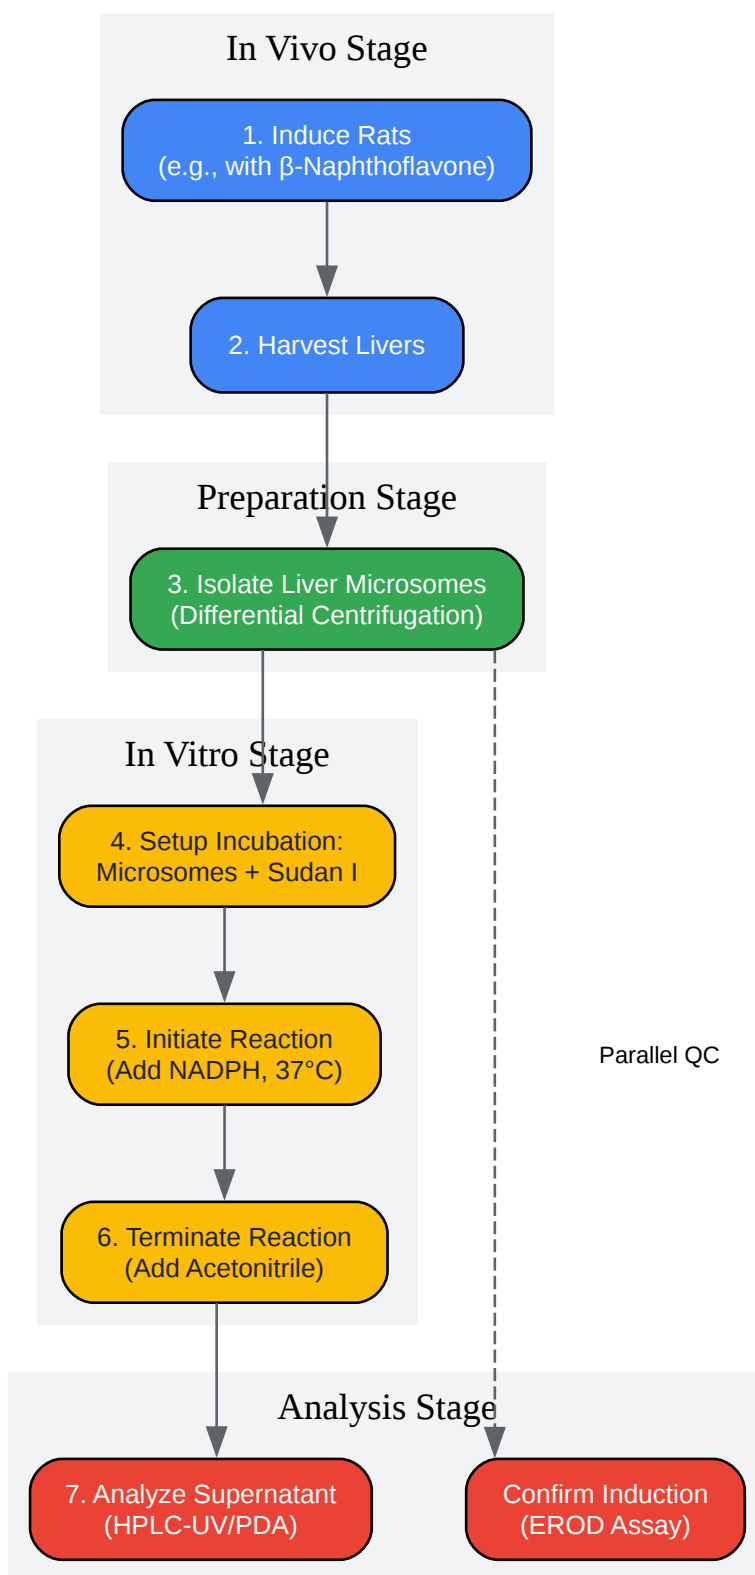 In Vivo Stage
1. Induce Rats
(e.g., with β-Naphthoflavone)
2. Harvest Livers
Preparation Stage
3. Isolate Liver Microsomes
(Differential Centrifugation)
In Vitro Stage
4. Setup Incubation:
Microsomes + Sudan I
5. Initiate Reaction
(Add NADPH, 37°C)
Parallel QC
6. Terminate Reaction
(Add Acetonitrile)
Analysis Stage
7. Analyze Supernatant
(HPLC-UV/PDA)
Confirm Induction
(EROD Assay)